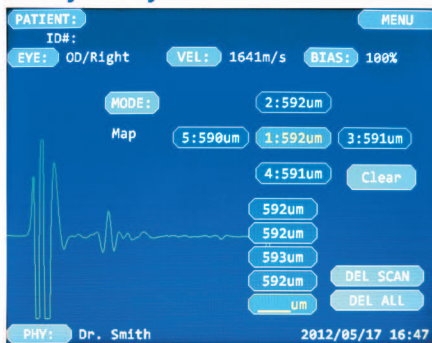 PATIENT: MENU
ID#:
EYE: OD/Right VEL: 1641m/s BIAS: 100%
MODE: 2:592um
Map 5:590um 1:592um 3:591um
4:591um Clear
592um
592um
593um
592um DEL SCAN
____um DEL ALL
PHY: Dr. Smith 2012/05/17 16:47